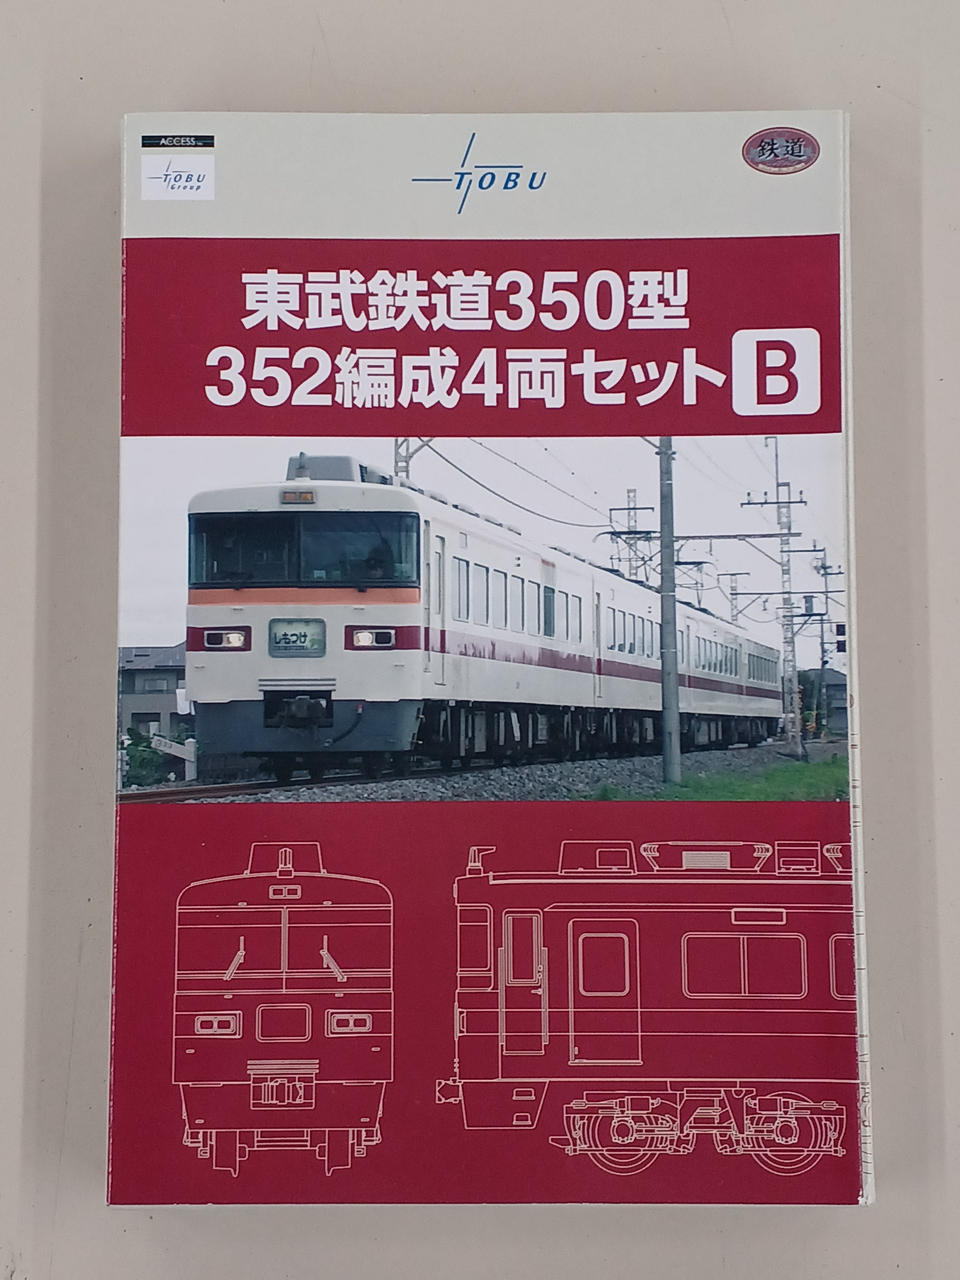 ACCESS
TOBU
Group
TOBU
鉄道
東武鉄道350型
352編成4両セット B
しもつけ